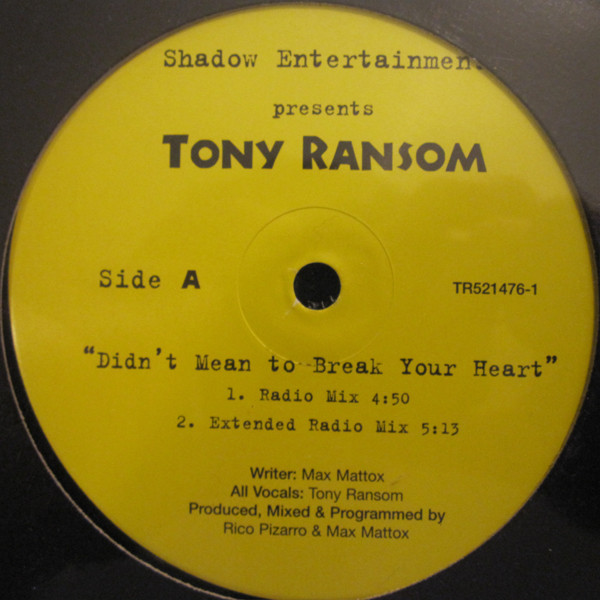 Shadow Entertainment
presents
TONY RANSOM
Side A
TR521476-1
"Didn't Mean to Break Your Heart"
1. Radio Mix 4:50
2. Extended Radio Mix 5:13
Writer: Max Mattox
All Vocals: Tony Ransom
Produced, Mixed & Programmed by
Rico Pizarro & Max Mattox